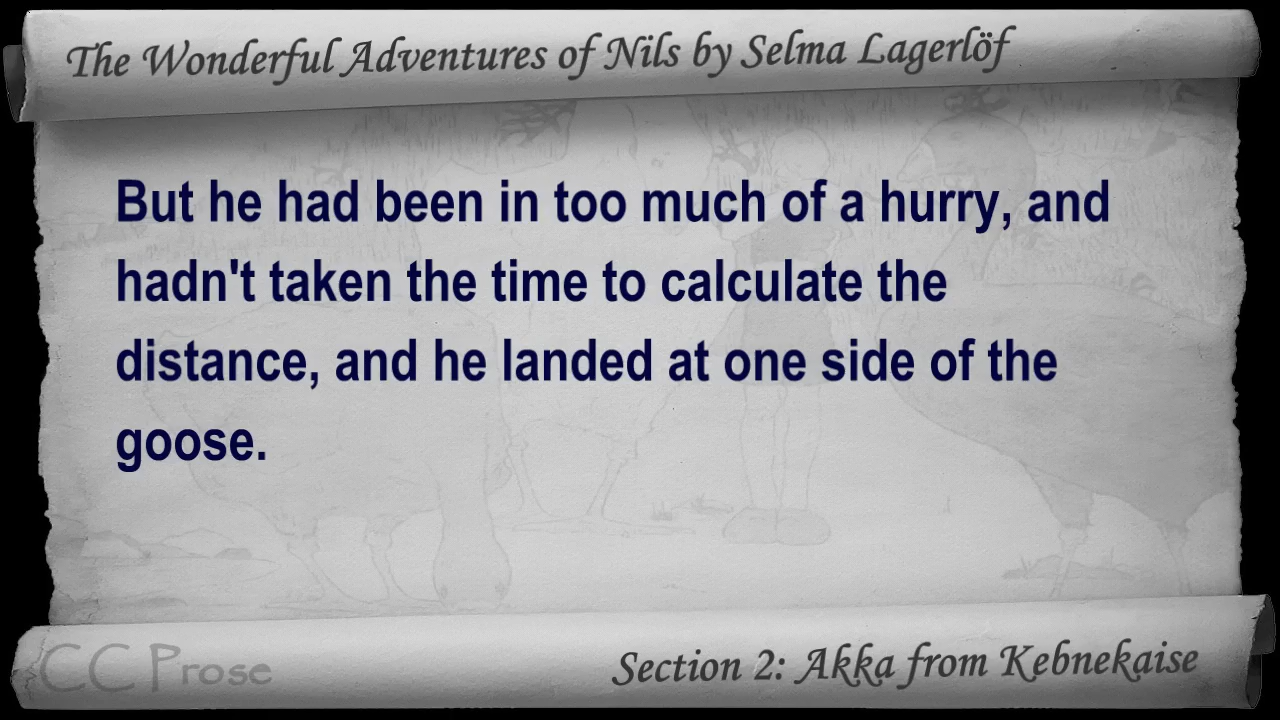 The Wonderful Adventures of Nils by Selma Lagerlöf
But he had been in too much of a hurry, and
hadn't taken the time to calculate the
distance, and he landed at one side of the
goose.
CC Prose
Section 2: Akka from Kebnekaise